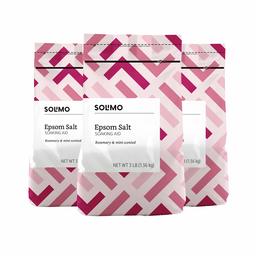 SOLIMO
Epsom Salt
SOAKING AID
Rosemary & mint scented
NET WT 3 LB (1.36 kg)